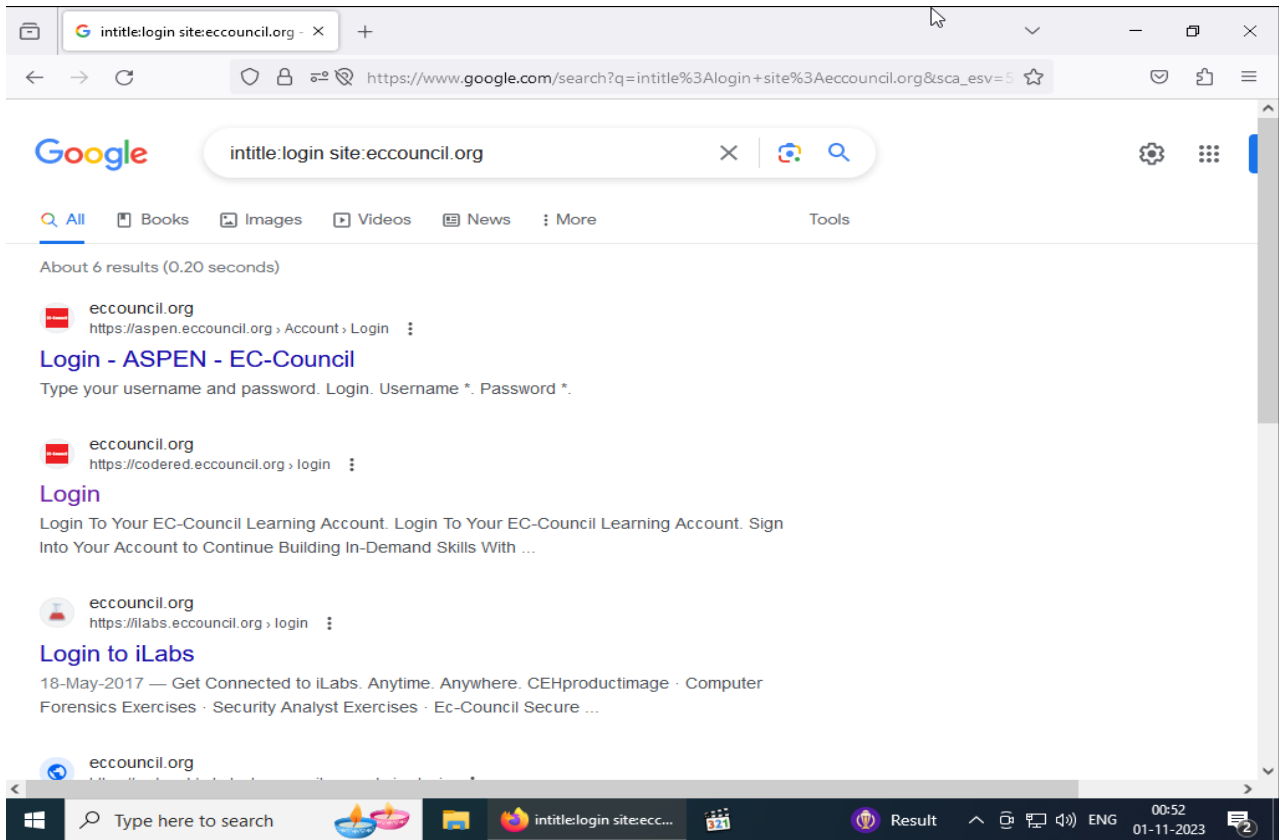 intitle:login site:eccouncil.org -
https://www.google.com/search?q=intitle%3Alogin+site%3Aeccouncil.org&sca_esv=5
Google
intitle:login site:eccouncil.org
All Books Images Videos News More Tools
About 6 results (0.20 seconds)
eccouncil.org
https://aspen.eccouncil.org › Account › Login
Login - ASPEN - EC-Council
Type your username and password. Login. Username *. Password *.
eccouncil.org
https://codered.eccouncil.org › login
Login
Login To Your EC-Council Learning Account. Login To Your EC-Council Learning Account. Sign
Into Your Account to Continue Building In-Demand Skills With ...
eccouncil.org
https://ilabs.eccouncil.org › login
Login to iLabs
18-May-2017 — Get Connected to iLabs. Anytime. Anywhere. CEHproductimage · Computer
Forensics Exercises · Security Analyst Exercises · Ec-Council Secure ...
eccouncil.org
Type here to search intitle:login site:ecc... 321 Result ENG 00:52
01-11-2023 2